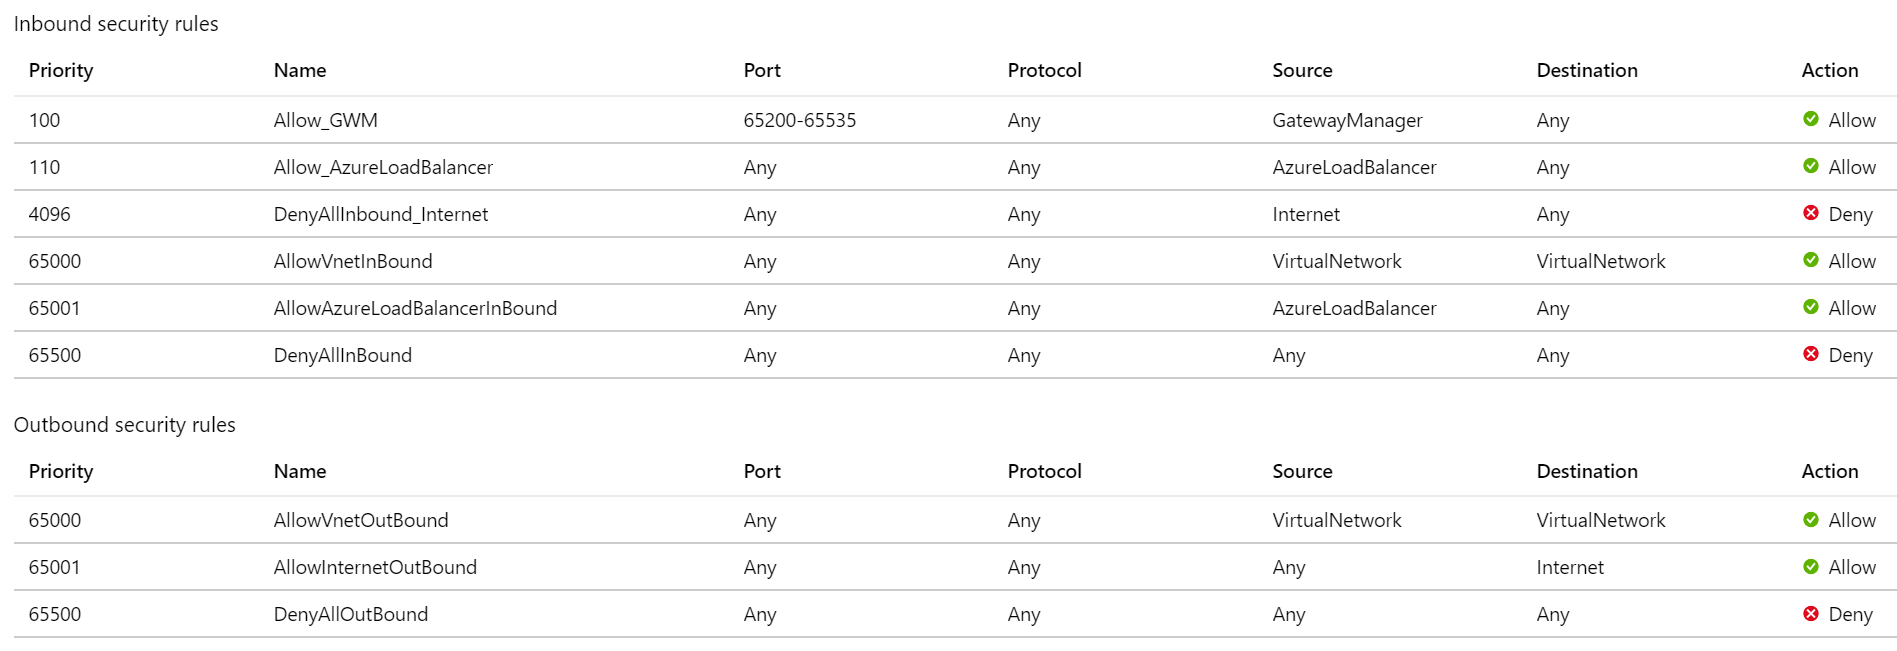 Inbound security rules
Priority Name Port Protocol Source Destination Action
100 Allow_GWM 65200-65535 Any GatewayManager Any Allow
110 Allow_AzureLoadBalancer Any Any AzureLoadBalancer Any Allow
4096 DenyAllInbound_Internet Any Any Internet Any Deny
65000 AllowVnetInBound Any Any VirtualNetwork VirtualNetwork Allow
65001 AllowAzureLoadBalancerInBound Any Any AzureLoadBalancer Any Allow
65500 DenyAllInBound Any Any Any Any Deny
Outbound security rules
Priority Name Port Protocol Source Destination Action
65000 AllowVnetOutBound Any Any VirtualNetwork VirtualNetwork Allow
65001 AllowInternetOutBound Any Any Any Internet Allow
65500 DenyAllOutBound Any Any Any Any Deny